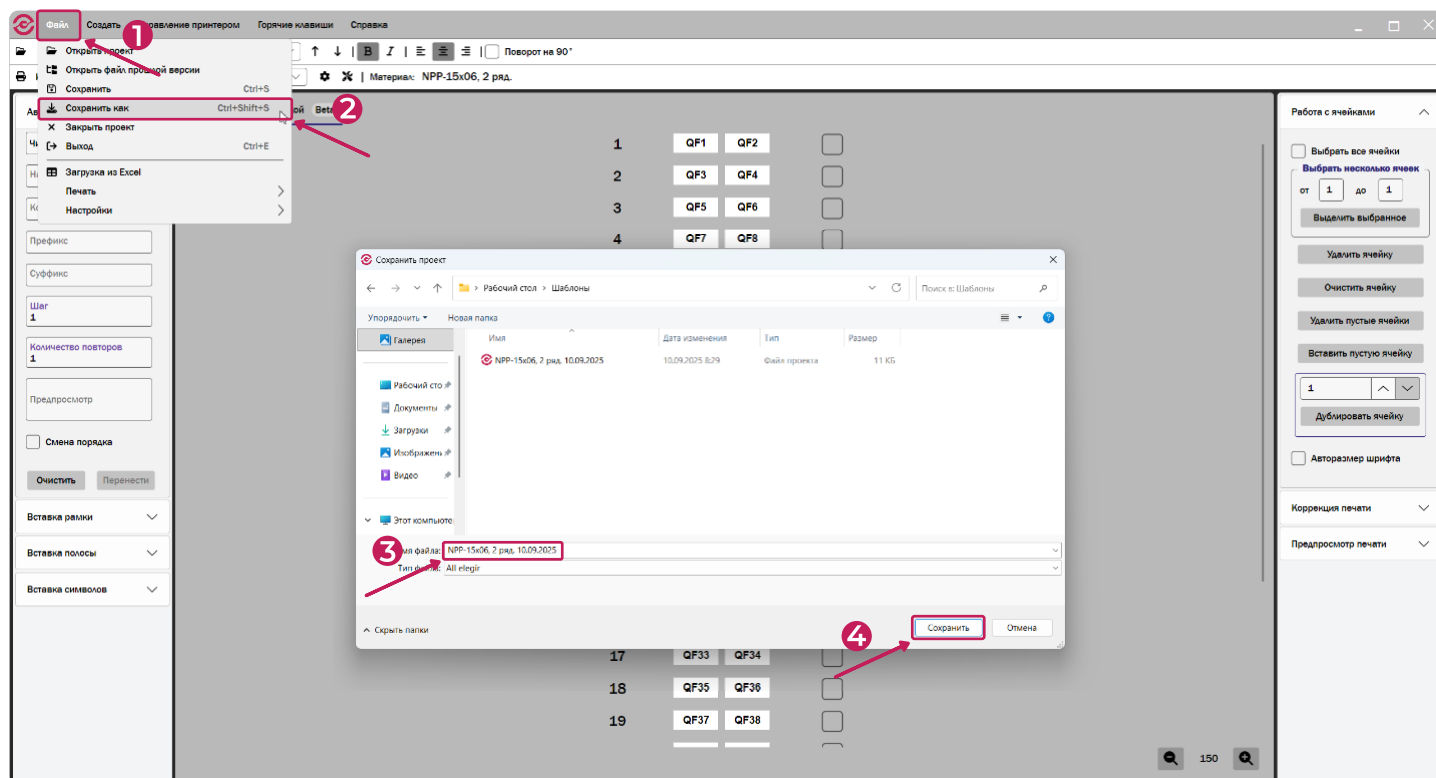 Файл Создать Управление принтером Горячие клавиши Справка
1
Открыть проект
B I Поворот на 90°
Открыть файл прошлой версии
Материал: NPP-15x06, 2 ряд.
Сохранить Ctrl+S
Сохранить как Ctrl+Shift+S
2
Beta
Закрыть проект
Выход Ctrl+E
Загрузка из Excel
Печать
Настройки
Префикс
Суффикс
Шаг
1
Количество повторов
1
Предпросмотр
Смена порядка
Очистить Перенести
Вставка рамки
Вставка полосы
Вставка символов
1 QF1 QF2
2 QF3 QF4
3 QF5 QF6
4 QF7 QF8
Сохранить проект
Рабочий стол > Шаблоны
Поиск в: Шаблоны
Упорядочить Новая папка
Галерея
Имя Дата изменения Тип Размер
NPP-15x06, 2 ряд. 10.09.2025 10.09.2025 8:29 Файл проекта 11 КБ
Рабочий сто
Документы
Загрузки
Изображен
Видео
Этот компьюте
3
Имя файла: NPP-15x06, 2 ряд. 10.09.2025
Тип файла: All elegir
Скрыть папки
4
Сохранить Отмена
17 QF33 QF34
18 QF35 QF36
19 QF37 QF38
150
Работа с ячейками
Выбрать все ячейки
Выбрать несколько ячеек
от 1 до 1
Выделить выбранное
Удалить ячейку
Очистить ячейку
Удалить пустые ячейки
Вставить пустую ячейку
1
Дублировать ячейку
Авторазмер шрифта
Коррекция печати
Предпросмотр печати